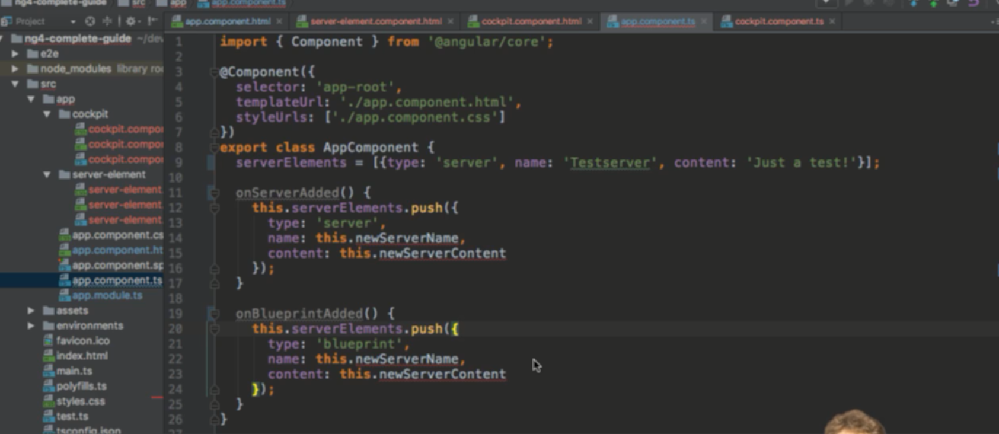 ng4-complete-guide src app app.component.ts
Project
app.component.html server-element.component.html cockpit.component.html app.component.ts cockpit.component.ts
ng4-complete-guide ~/dev
e2e
node_modules library roo
src
app
cockpit
cockpit.compor
cockpit.compor
cockpit.compor
server-element
server-element.
server-element.
server-element.
app.component.cs
app.component.ht
app.component.sp
app.component.ts
app.module.ts
assets
environments
favicon.ico
index.html
main.ts
polyfills.ts
styles.css
test.ts
tsconfig.json
1 import { Component } from '@angular/core';
2
3 @Component({
4 selector: 'app-root',
5 templateUrl: './app.component.html',
6 styleUrls: ['./app.component.css']
7 })
8 export class AppComponent {
9 serverElements = [{type: 'server', name: 'Testserver', content: 'Just a test!'}];
10
11 onServerAdded() {
12 this.serverElements.push({
13 type: 'server',
14 name: this.newServerName,
15 content: this.newServerContent
16 });
17 }
18
19 onBlueprintAdded() {
20 this.serverElements.push({
21 type: 'blueprint',
22 name: this.newServerName,
23 content: this.newServerContent
24 });
25 }
26 }
27